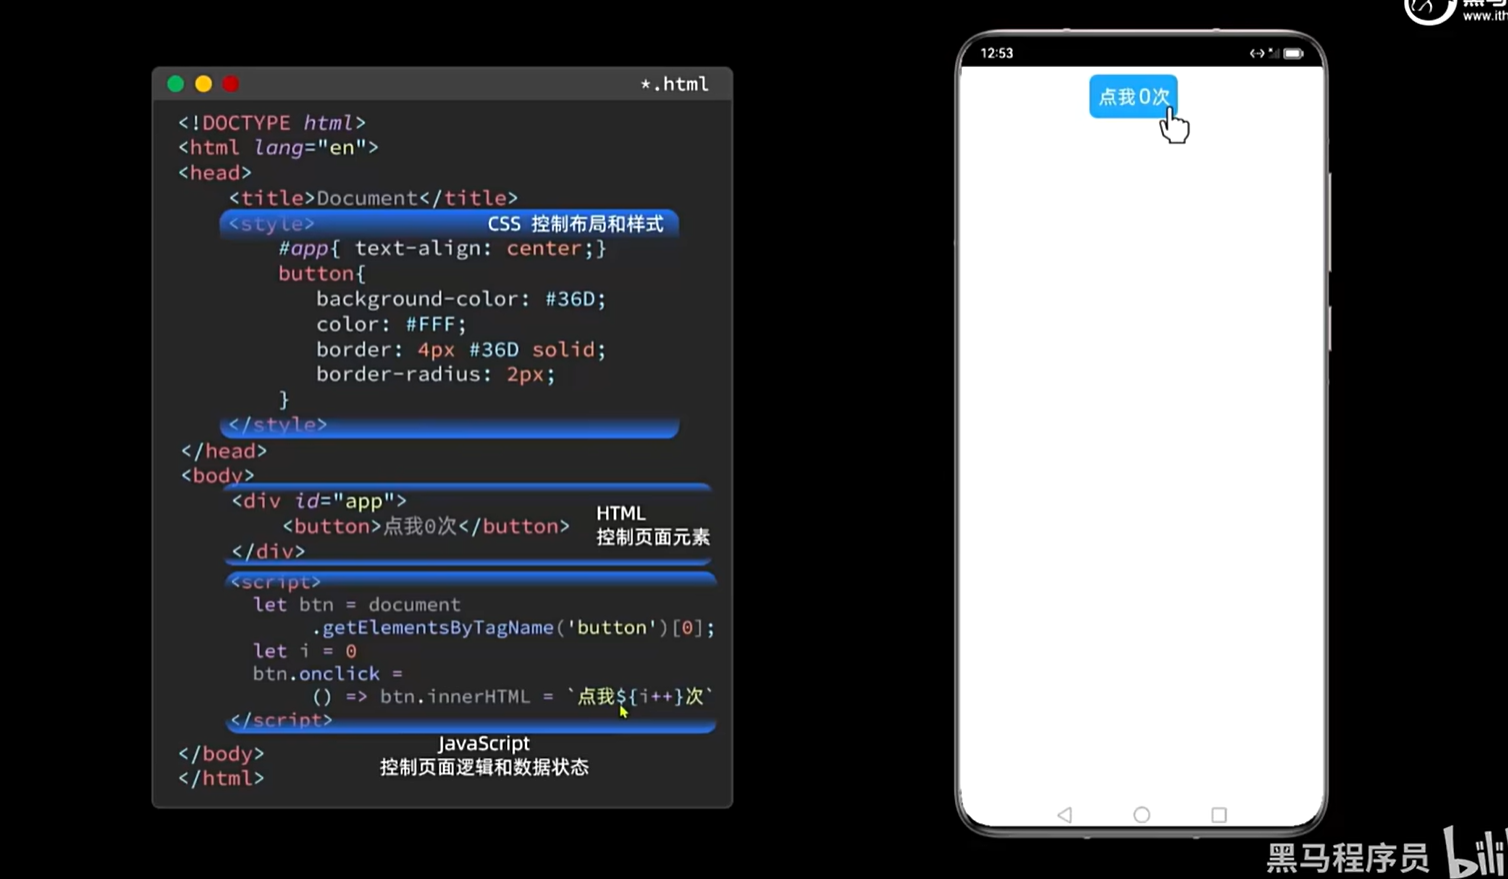 *.html
<!DOCTYPE html>
<html lang="en">
<head>
<title>Document</title>
<style>
CSS 控制布局和样式
#app{ text-align: center;}
button{
background-color: #36D;
color: #FFF;
border: 4px #36D solid;
border-radius: 2px;
}
</style>
</head>
<body>
<div id="app">
<button>点我0次</button>
</div>
HTML
控制页面元素
<script>
let btn = document
.getElementsByTagName('button')[0];
let i = 0
btn.onclick =
() => btn.innerHTML = `点我${i++}次`
</script>
JavaScript
控制页面逻辑和数据状态
</body>
</html>
12:53
点我0次
黑马程序员